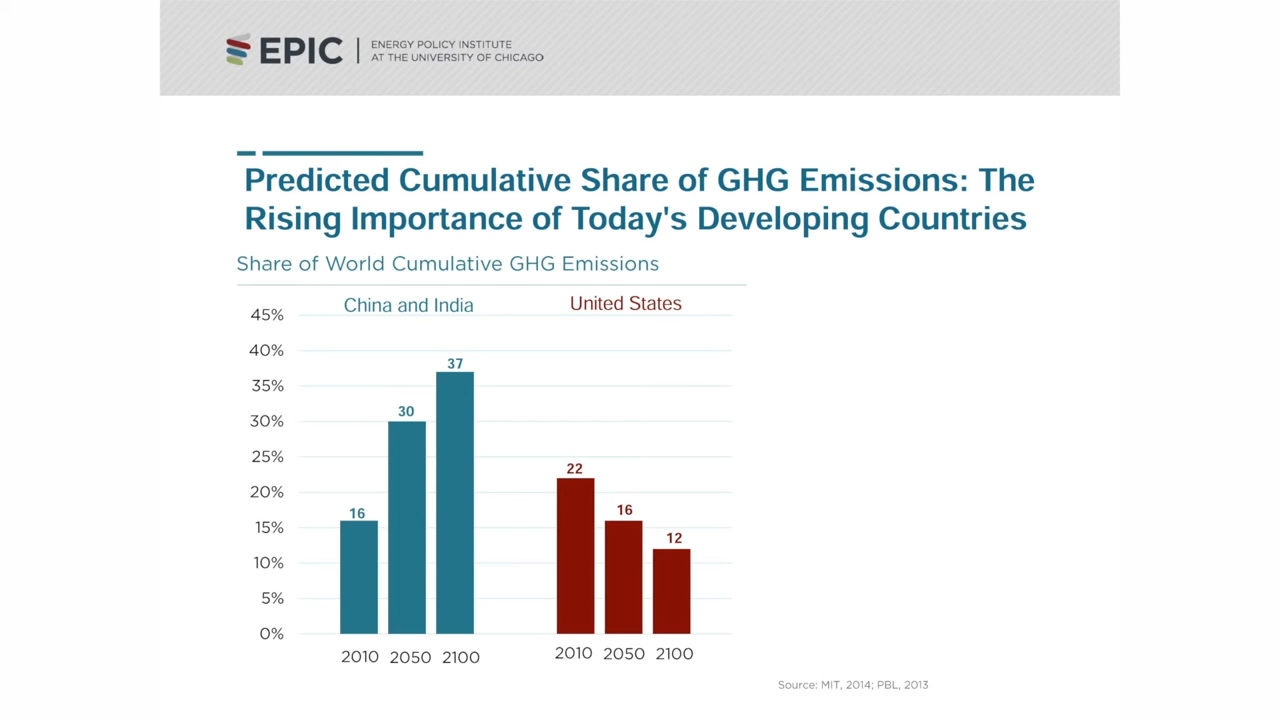 EPIC
ENERGY POLICY INSTITUTE
AT THE UNIVERSITY OF CHICAGO
Predicted Cumulative Share of GHG Emissions: The
Rising Importance of Today's Developing Countries
Share of World Cumulative GHG Emissions
China and India
United States
45%
40%
35%
30%
25%
20%
15%
10%
5%
0%
16
30
37
22
16
12
2010 2050 2100
2010 2050 2100
Source: MIT, 2014; PBL, 2013